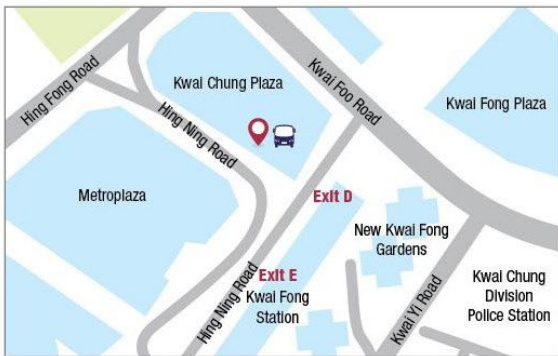 Hing Fong Road
Kwai Chung Plaza
Kwai Foo Road
Kwai Fong Plaza
Hing Ning Road
Metroplaza
Exit D
New Kwai Fong
Gardens
Exit E
Kwai Fong
Station
Hing Ning Road
Kwai Yi Road
Kwai Chung
Division
Police Station